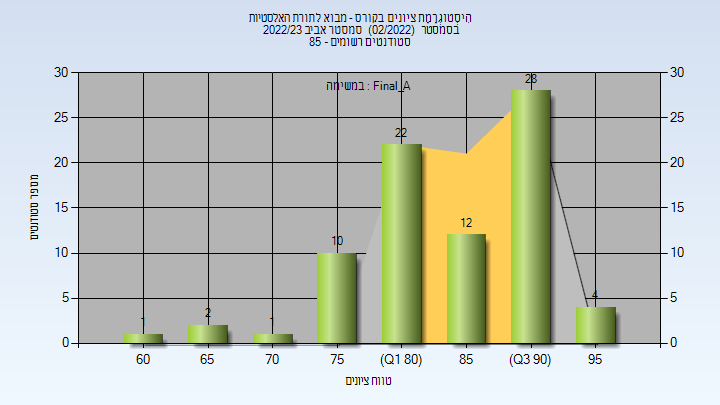 היסטוגרמת ציונים בקורס - מבוא לתורת האלסטיות
בסמסטר (02/2022) סמסטר אביב 2022/23
סטודנטים רשומים - 85
במשימה : Final_A
מספר סטודנטים
30 30
25 25
20 20
15 15
10 10
5 5
0 0
1 2 1 10 22 12 28 4
60 65 70 75 (Q1 80) 85 (Q3 90) 95
טווח ציונים